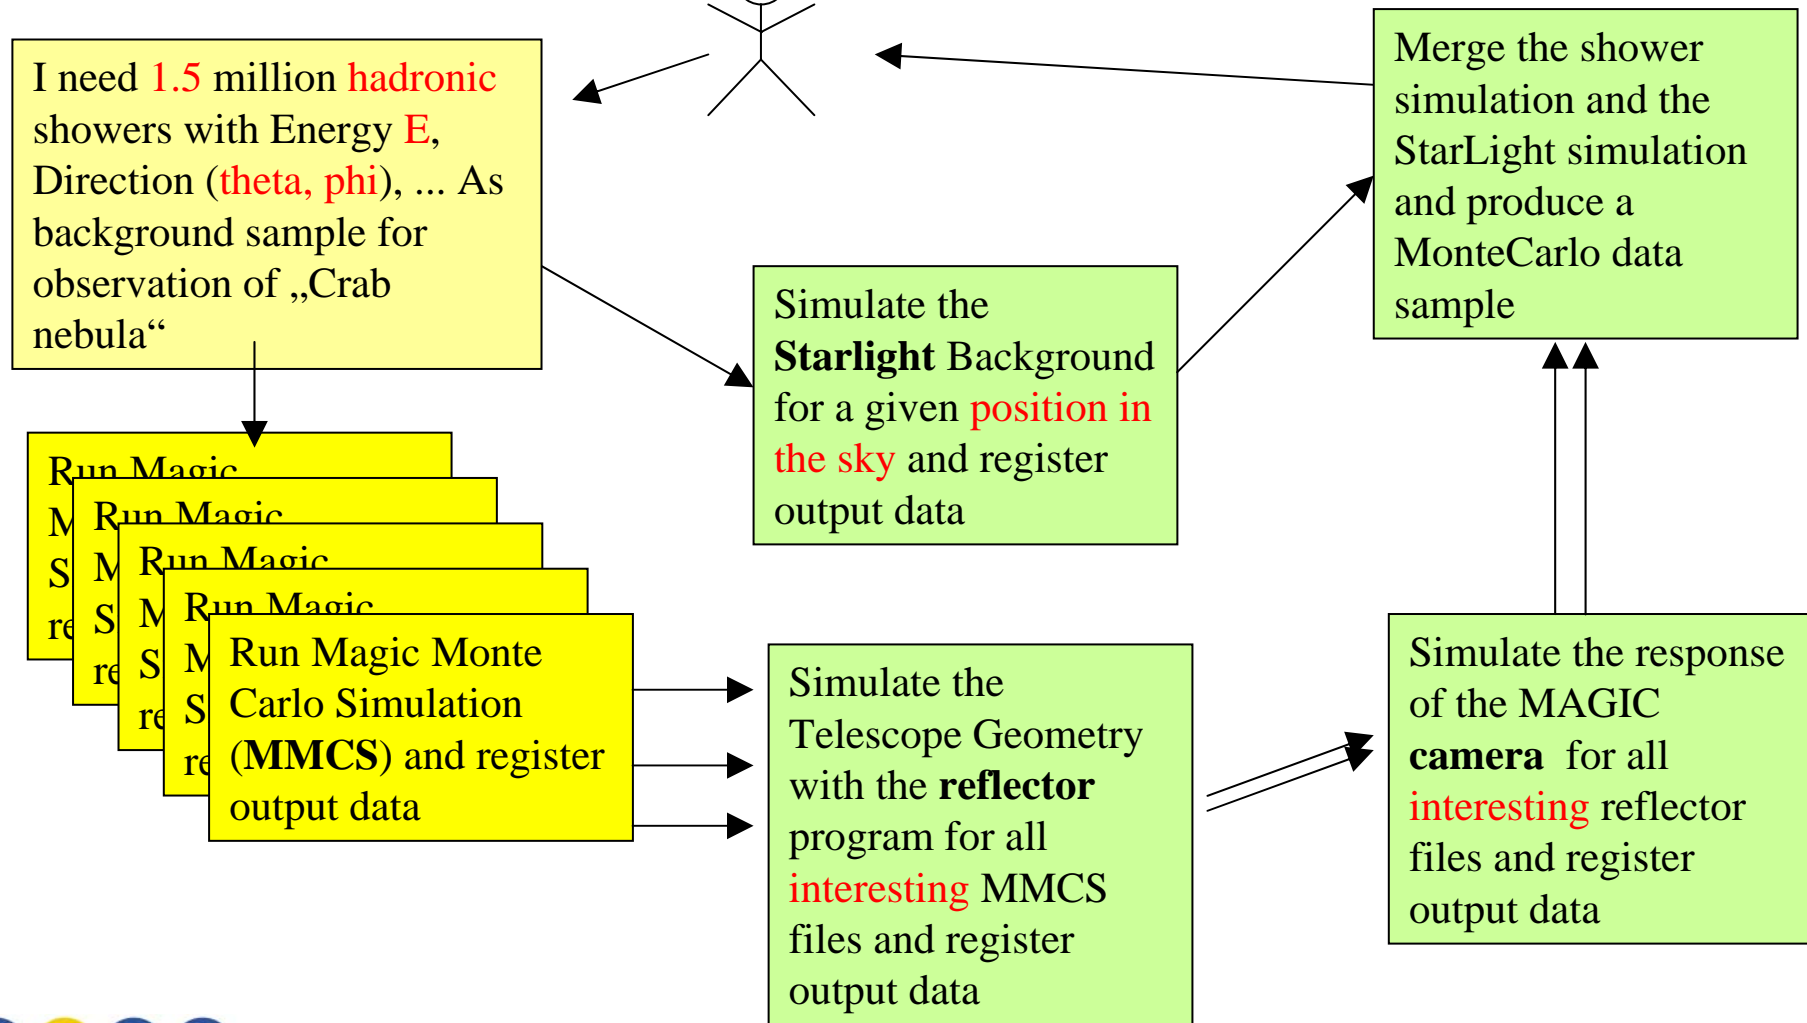 I need 1.5 million hadronic
showers with Energy E,
Direction (theta, phi), ... As
background sample for
observation of „Crab
nebula“
Merge the shower
simulation and the
StarLight simulation
and produce a
MonteCarlo data
sample
Simulate the
Starlight Background
for a given position in
the sky and register
output data
Run Magic
M
S
re
Run Magic
M
S
re
Run Magic
M
S
re
Run Magic
M
S
re
Run Magic Monte
Carlo Simulation
(MMCS) and register
output data
Simulate the
Telescope Geometry
with the reflector
program for all
interesting MMCS
files and register
output data
Simulate the response
of the MAGIC
camera for all
interesting reflector
files and register
output data